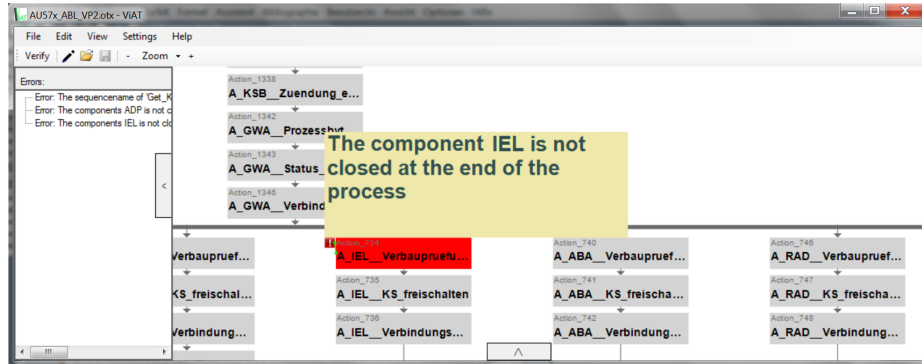 AU57x_ABL_VP2.otx - ViAT
File Edit View Settings Help
Verify - Zoom - +
Errors:
Error: The sequencename of 'Get_K
Error: The components ADP is not c
Error: The components IEL is not clo
Action_1338
A_KSB__Zuendung_e...
Action_1342
A_GWA__Prozessbyt
Action_1343
A_GWA__Status_
Action_1346
A_GWA__Verbind
The component IEL is not
closed at the end of the
process
Action_734 Action_740 Action_746
Verbaupruef... A_IEL__Verbaupruefu... A_ABA__Verbaupruef... A_RAD__Verbaupruef...
Action_735 Action_741 Action_747
KS_freischal... A_IEL__KS_freischalten A_ABA__KS_freischa... A_RAD__KS_freischa...
Action_736 Action_742 Action_748
Verbindung... A_IEL__Verbindungs... A_ABA__Verbindung... A_RAD__Verbindung...